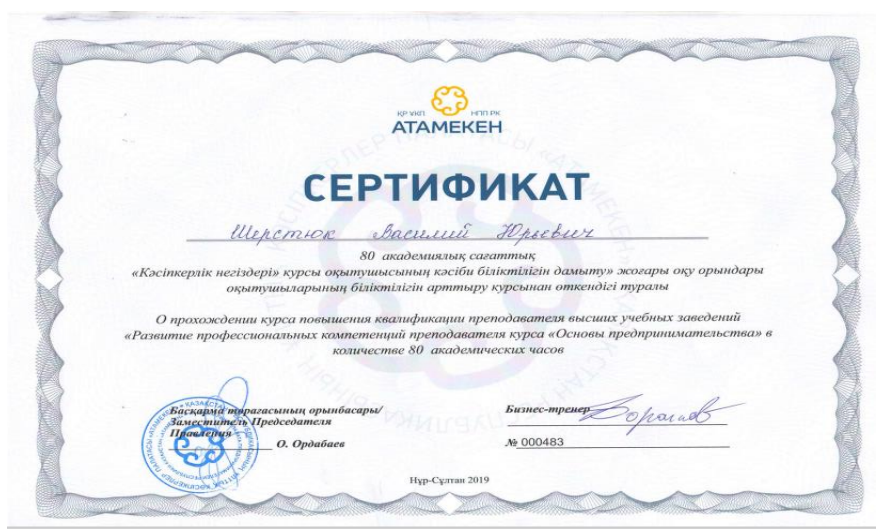 ҚР ҰКП НПП РК
АТАМЕКЕН
СЕРТИФИКАТ
Шерстюк Василий Юрьевич
80 академиялық сағаттық
«Кәсіпкерлік негіздері» курсы оқытушысының кәсіби біліктілігін дамыту» жоғары оқу орындары
оқытушыларының біліктілігін арттыру курсынан өткендігі туралы
О прохождении курса повышения квалификации преподавателя высших учебных заведений
«Развитие профессиональных компетенций преподавателя курса «Основы предпринимательства» в
количестве 80 академических часов
Басқарма төрағасының орынбасары/
Заместитель Председателя
Правления
О. Ордабаев
Бизнес-тренер
№ 000483
Нұр-Сұлтан 2019